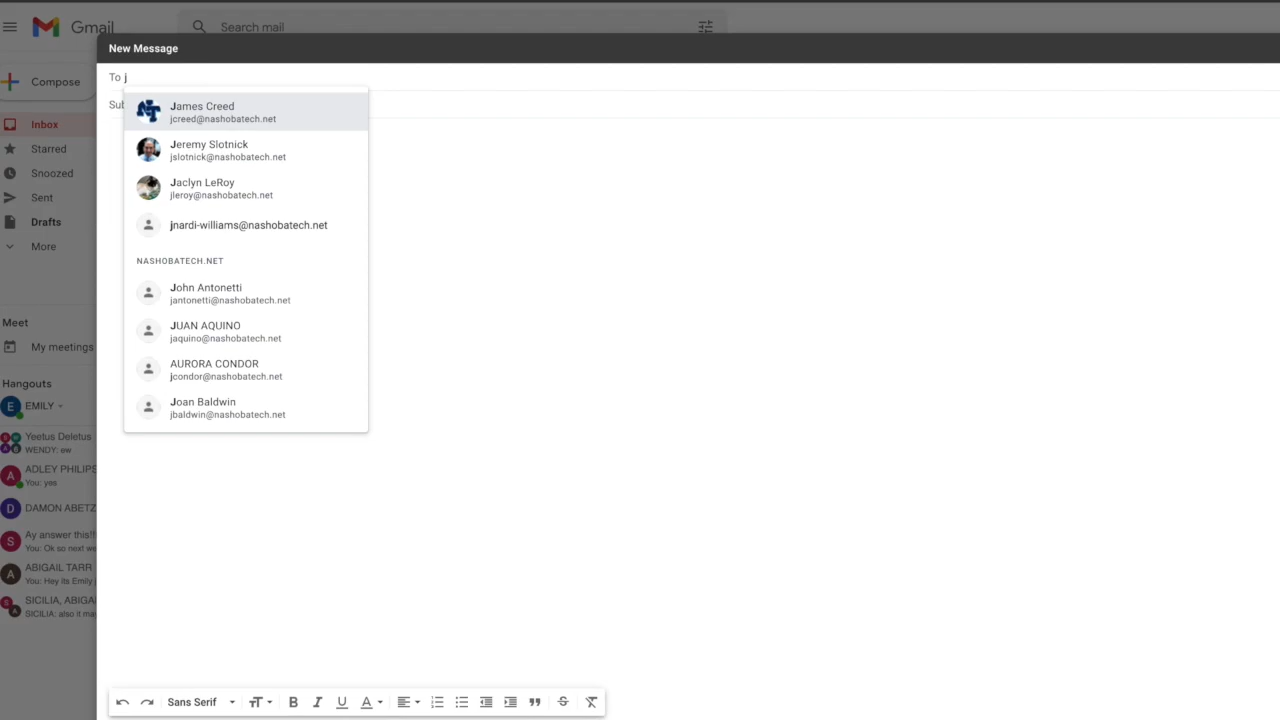 Gmail
Search mail
New Message
Compose
To j
Sub
James Creed
jcreed@nashobatech.net
Jeremy Slotnick
jslotnick@nashobatech.net
Jaclyn LeRoy
jleroy@nashobatech.net
jnardi-williams@nashobatech.net
NASHOBATECH.NET
John Antonetti
jantonetti@nashobatech.net
JUAN AQUINO
jaquino@nashobatech.net
AURORA CONDOR
jcondor@nashobatech.net
Joan Baldwin
jbaldwin@nashobatech.net
Inbox
Starred
Snoozed
Sent
Drafts
More
Meet
My meetings
Hangouts
E EMILY
Yeetus Deletus
WENDY: ew
A ADLEY PHILIPS
You: yes
D DAMON ABETZ
S Ay answer this!!
You: Ok so next we
A ABIGAIL TARR
You: Hey its Emily j
S A SICILIA, ABIGA
SICILIA: also it may
Sans Serif
B I U A